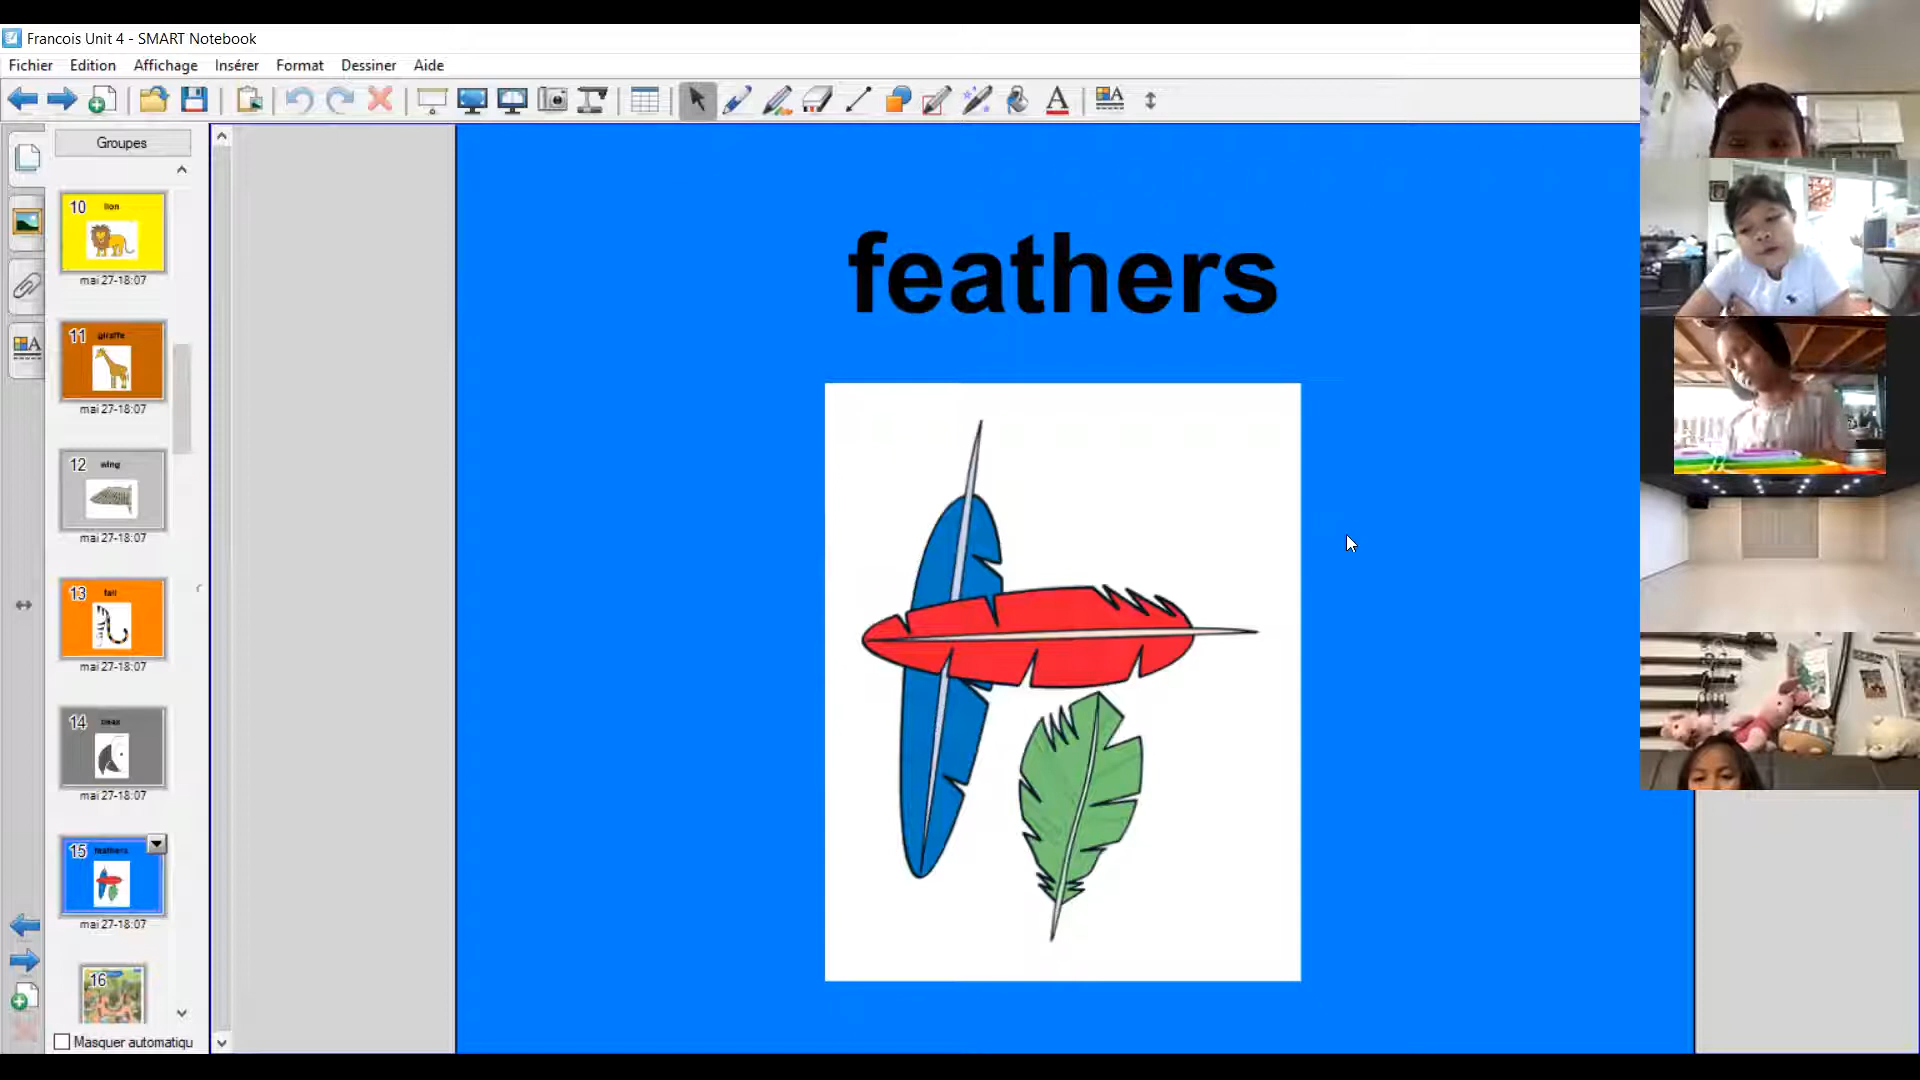 Francois Unit 4 - SMART Notebook
Fichier Edition Affichage Insérer Format Dessiner Aide
Groupes
10 lion
mai 27-18:07
11 giraffe
mai 27-18:07
12 wing
mai 27-18:07
13 tail
mai 27-18:07
14
mai 27-18:07
15 feathers
mai 27-18:07
16
Masquer automatiqu
feathers